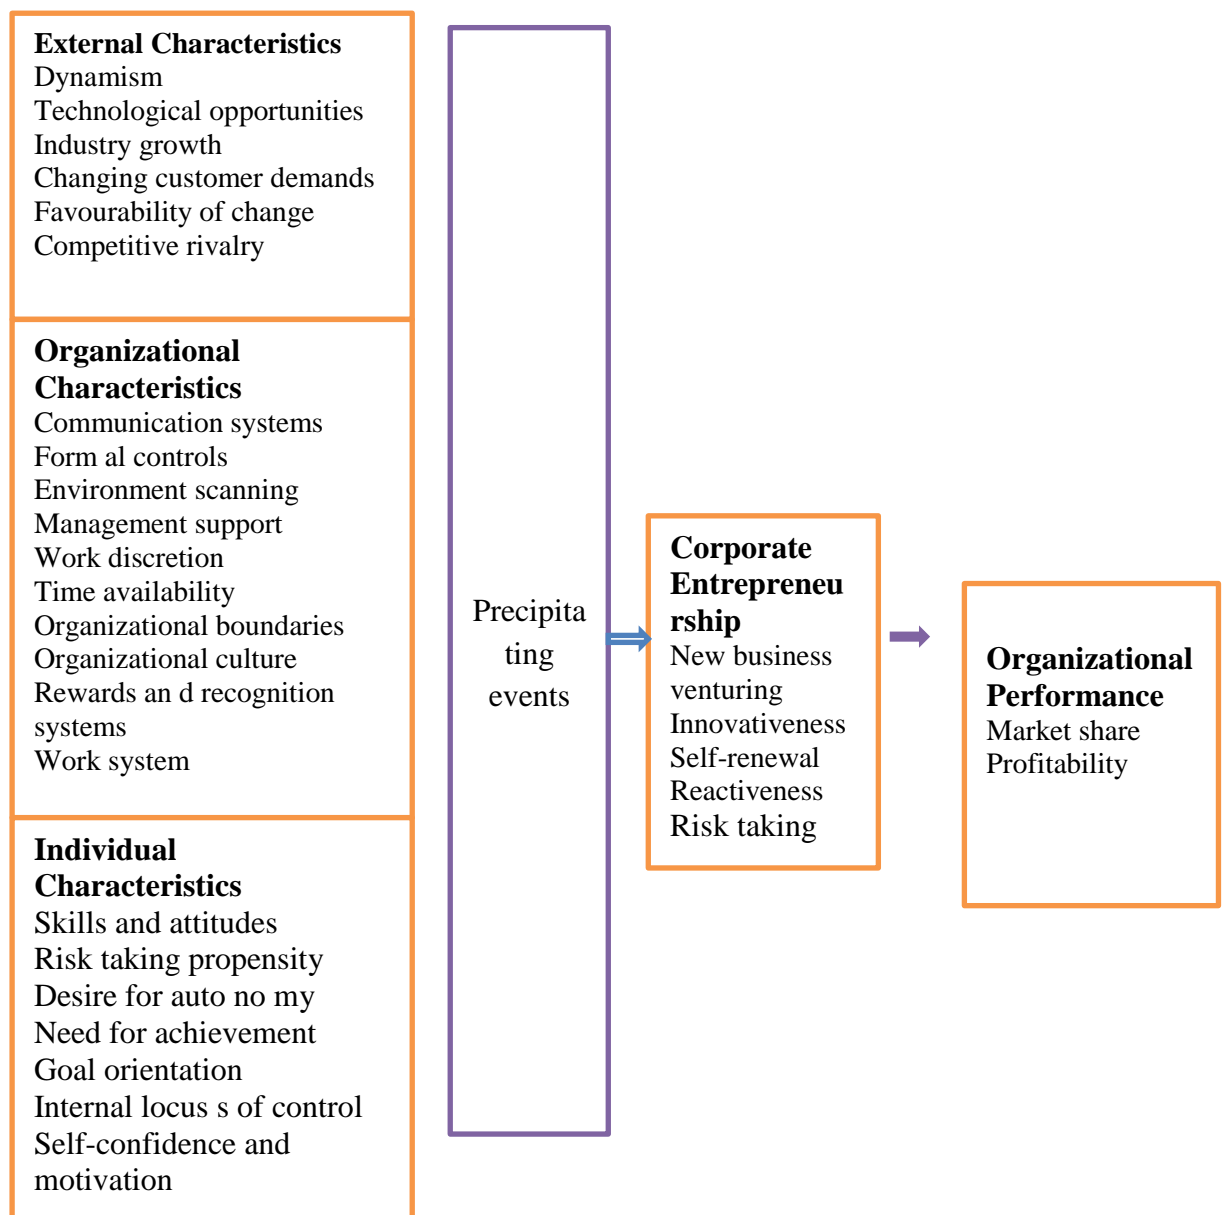 External Characteristics
Dynamism
Technological opportunities
Industry growth
Changing customer demands
Favourability of change
Competitive rivalry
Organizational
Characteristics
Communication systems
Form al controls
Environment scanning
Management support
Work discretion
Time availability
Organizational boundaries
Organizational culture
Rewards an d recognition
systems
Work system
Individual
Characteristics
Skills and attitudes
Risk taking propensity
Desire for auto no my
Need for achievement
Goal orientation
Internal locus s of control
Self-confidence and
motivation
Precipita
ting
events
Corporate
Entrepreneu
rship
New business
venturing
Innovativeness
Self-renewal
Reactiveness
Risk taking
Organizational
Performance
Market share
Profitability